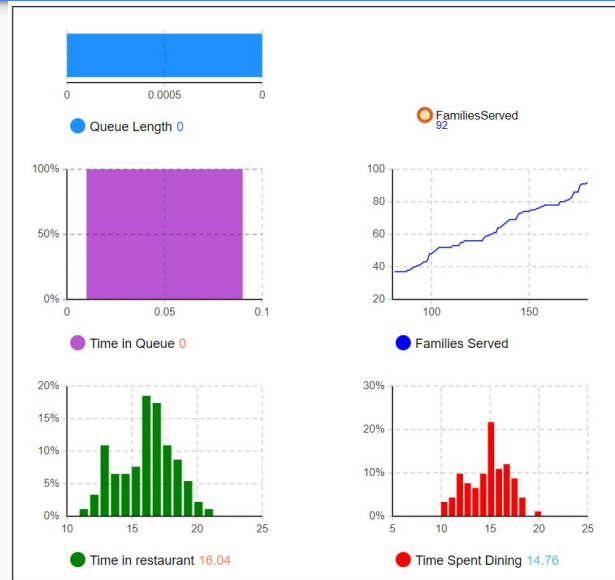 0 0.0005 0
Queue Length 0
FamiliesServed
92
100%
50%
0%
0 0.05 0.1
Time in Queue 0
100
80
60
40
20
100 150
Families Served
20%
15%
10%
5%
0%
10 15 20 25
Time in restaurant 16.04
30%
20%
10%
0%
5 10 15 20 25
Time Spent Dining 14.76